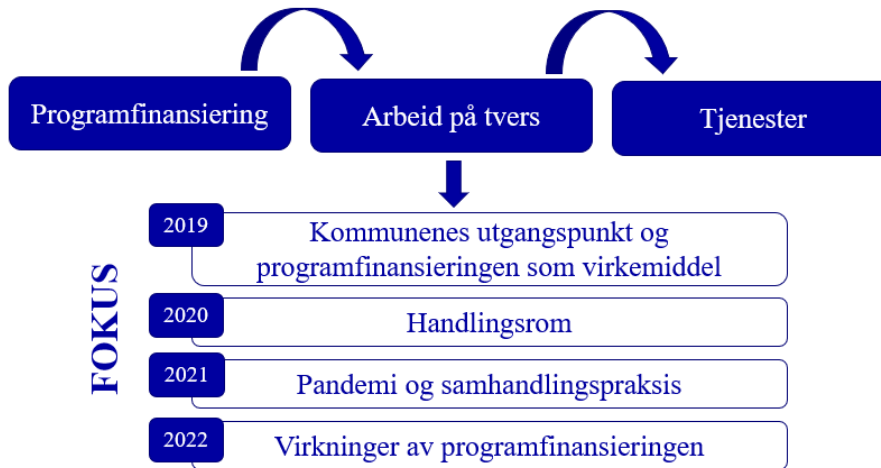 Programfinansiering
Arbeid på tvers
Tjenester
FOKUS
2019
Kommunenes utgangspunkt og
programfinansieringen som virkemiddel
2020
Handlingsrom
2021
Pandemi og samhandlingspraksis
2022
Virkninger av programfinansieringen